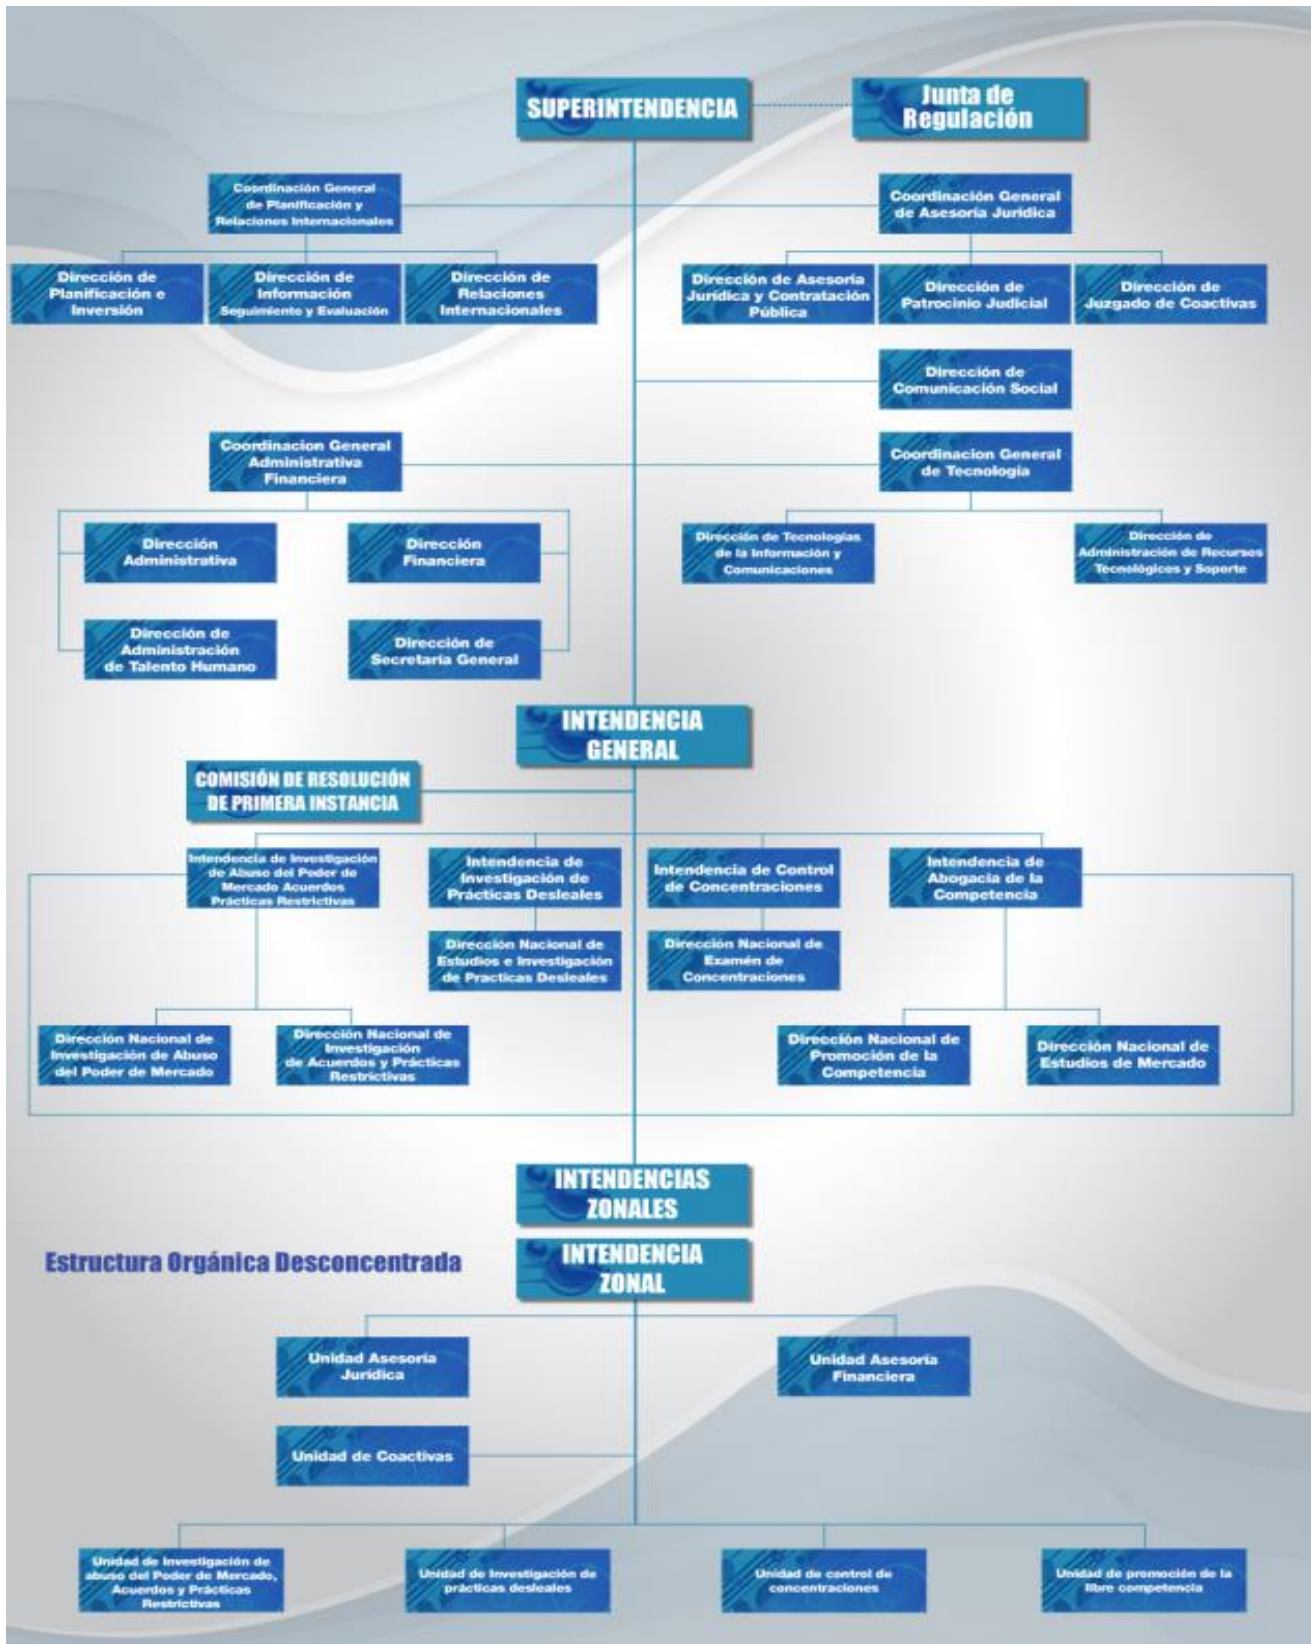 SUPERINTENDENCIA
Junta de
Regulación
Coordinación General
de Planificación y
Relaciones Internacionales
Coordinación General
de Asesoría Jurídica
Dirección de
Planificación e
Inversión
Dirección de
Información
Seguimiento y Evaluación
Dirección de
Relaciones
Internacionales
Dirección de Asesoría
Jurídica y Contratación
Pública
Dirección de
Patrocinio Judicial
Dirección de
Juzgado de Coactivas
Dirección de
Comunicación Social
Coordinacion General
Administrativa
Financiera
Coordinacion General
de Tecnología
Dirección
Administrativa
Dirección
Financiera
Dirección de Tecnologías
de la Información y
Comunicaciones
Dirección de
Administración de Recursos
Tecnológicos y Soporte
Dirección de
Administración
de Talento Humano
Dirección de
Secretaría General
INTENDENCIA
GENERAL
COMISIÓN DE RESOLUCIÓN
DE PRIMERA INSTANCIA
Intendencia de Investigación
de Abuso del Poder de
Mercado Acuerdos
Prácticas Restrictivas
Intendencia de
Investigación de
Prácticas Desleales
Intendencia de Control
de Concentraciones
Intendencia de
Abogacia de la
Competencia
Dirección Nacional de
Estudios e Investigación
de Practicas Desleales
Dirección Nacional de
Examén de
Concentraciones
Dirección Nacional de
Investigación de Abuso
del Poder de Mercado
Dirección Nacional de
Investigación
de Acuerdos y Prácticas
Restrictivas
Dirección Nacional de
Promoción de la
Competencia
Dirección Nacional de
Estudios de Mercado
INTENDENCIAS
ZONALES
Estructura Orgánica Desconcentrada
INTENDENCIA
ZONAL
Unidad Asesoría
Jurídica
Unidad Asesoría
Financiera
Unidad de Coactivas
Unidad de Investigación de
abuso del Poder de Mercado,
Acuerdos y Prácticas
Restrictivas
Unidad de Investigación de
prácticas desleales
Unidad de control de
concentraciones
Unidad de promoción de la
libre competencia